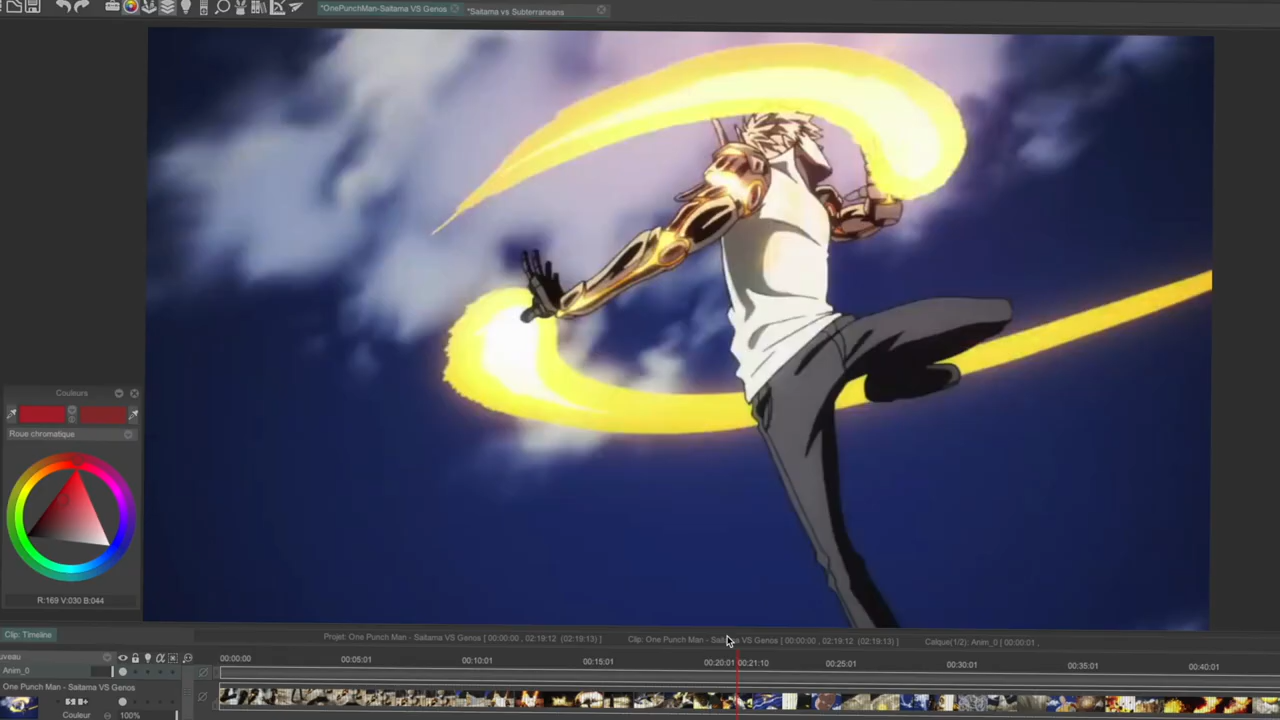 *OnePunchMan-Saitama VS Genos
*Saitama vs Subterraneans
Couleurs
Roue chromatique
R:169 V:030 B:044
Clip: Timeline
Projet: One Punch Man - Saitama VS Genos [ 00:00:00 , 02:19:12 (02:19:13) ]
Clip: One Punch Man - Saitama VS Genos [ 00:00:00 , 02:19:12 (02:19:13) ]
Calque(1/2): Anim_0 [ 00:00:01 ,
uveau
00:00:00
00:05:01
00:10:01
00:15:01
00:20:01
00:21:10
00:25:01
00:30:01
00:35:01
00:40:01
Anim_0
One Punch Man - Saitama VS Genos
Couleur
100%